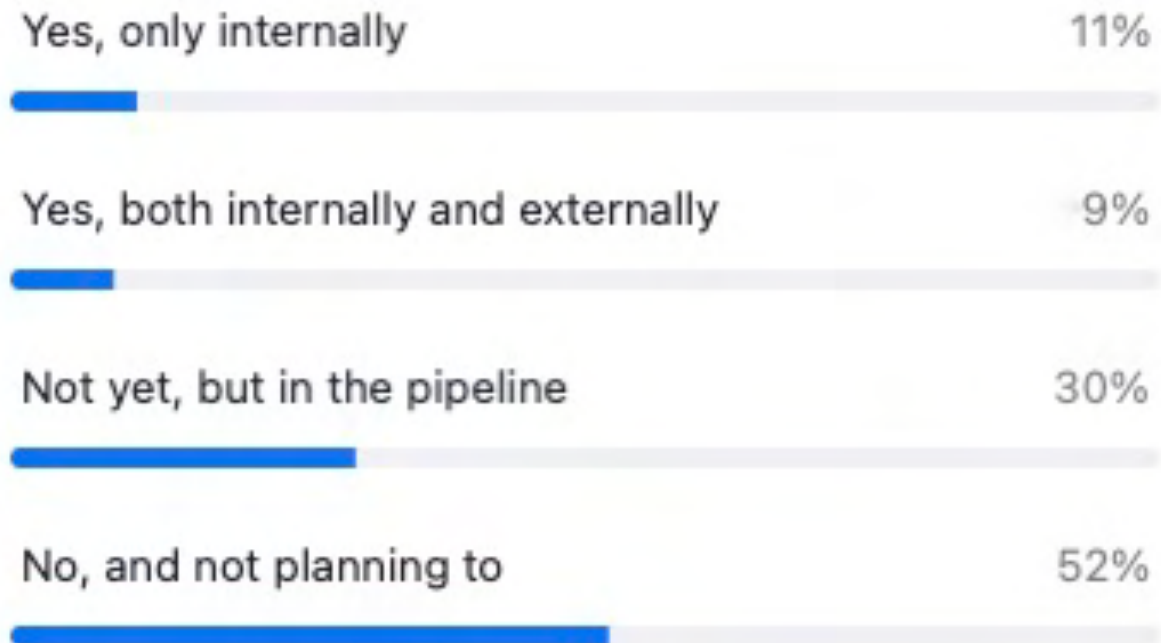 Yes, only internally 11%
Yes, both internally and externally 9%
Not yet, but in the pipeline 30%
No, and not planning to 52%